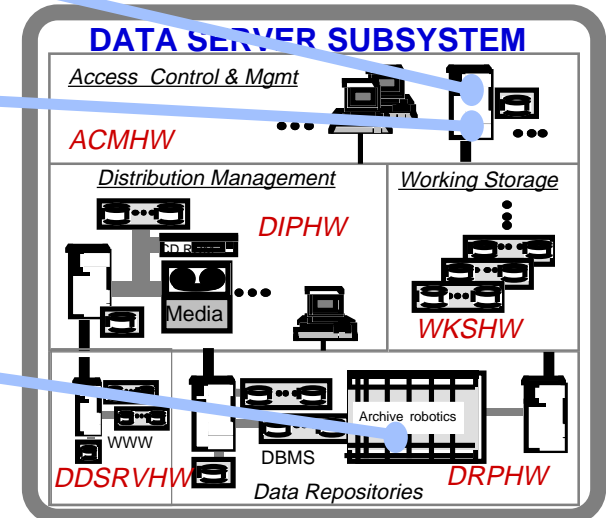 DATA SERVER SUBSYSTEM
Access Control & Mgmt
ACMHW
Distribution Management
Working Storage
DIPHW
CD R
Media
WKSHW
WWW
DDSRVHW
DBMS
Archive robotics
DRPHW
Data Repositories